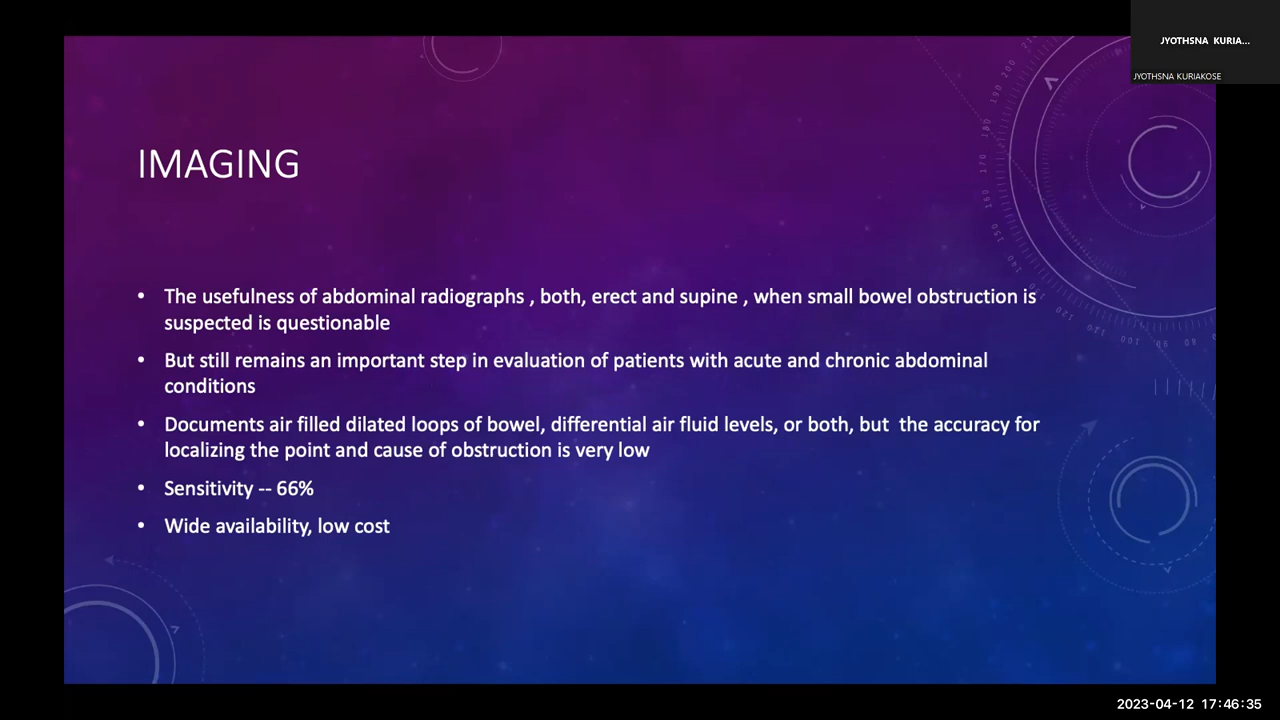 JYOTHSNA KURIA...
JYOTHSNA KURIAKOSE
IMAGING
• The usefulness of abdominal radiographs , both, erect and supine , when small bowel obstruction is
suspected is questionable
• But still remains an important step in evaluation of patients with acute and chronic abdominal
conditions
• Documents air filled dilated loops of bowel, differential air fluid levels, or both, but  the accuracy for
localizing the point and cause of obstruction is very low
• Sensitivity -- 66%
• Wide availability, low cost
2023-04-12 17:46:35